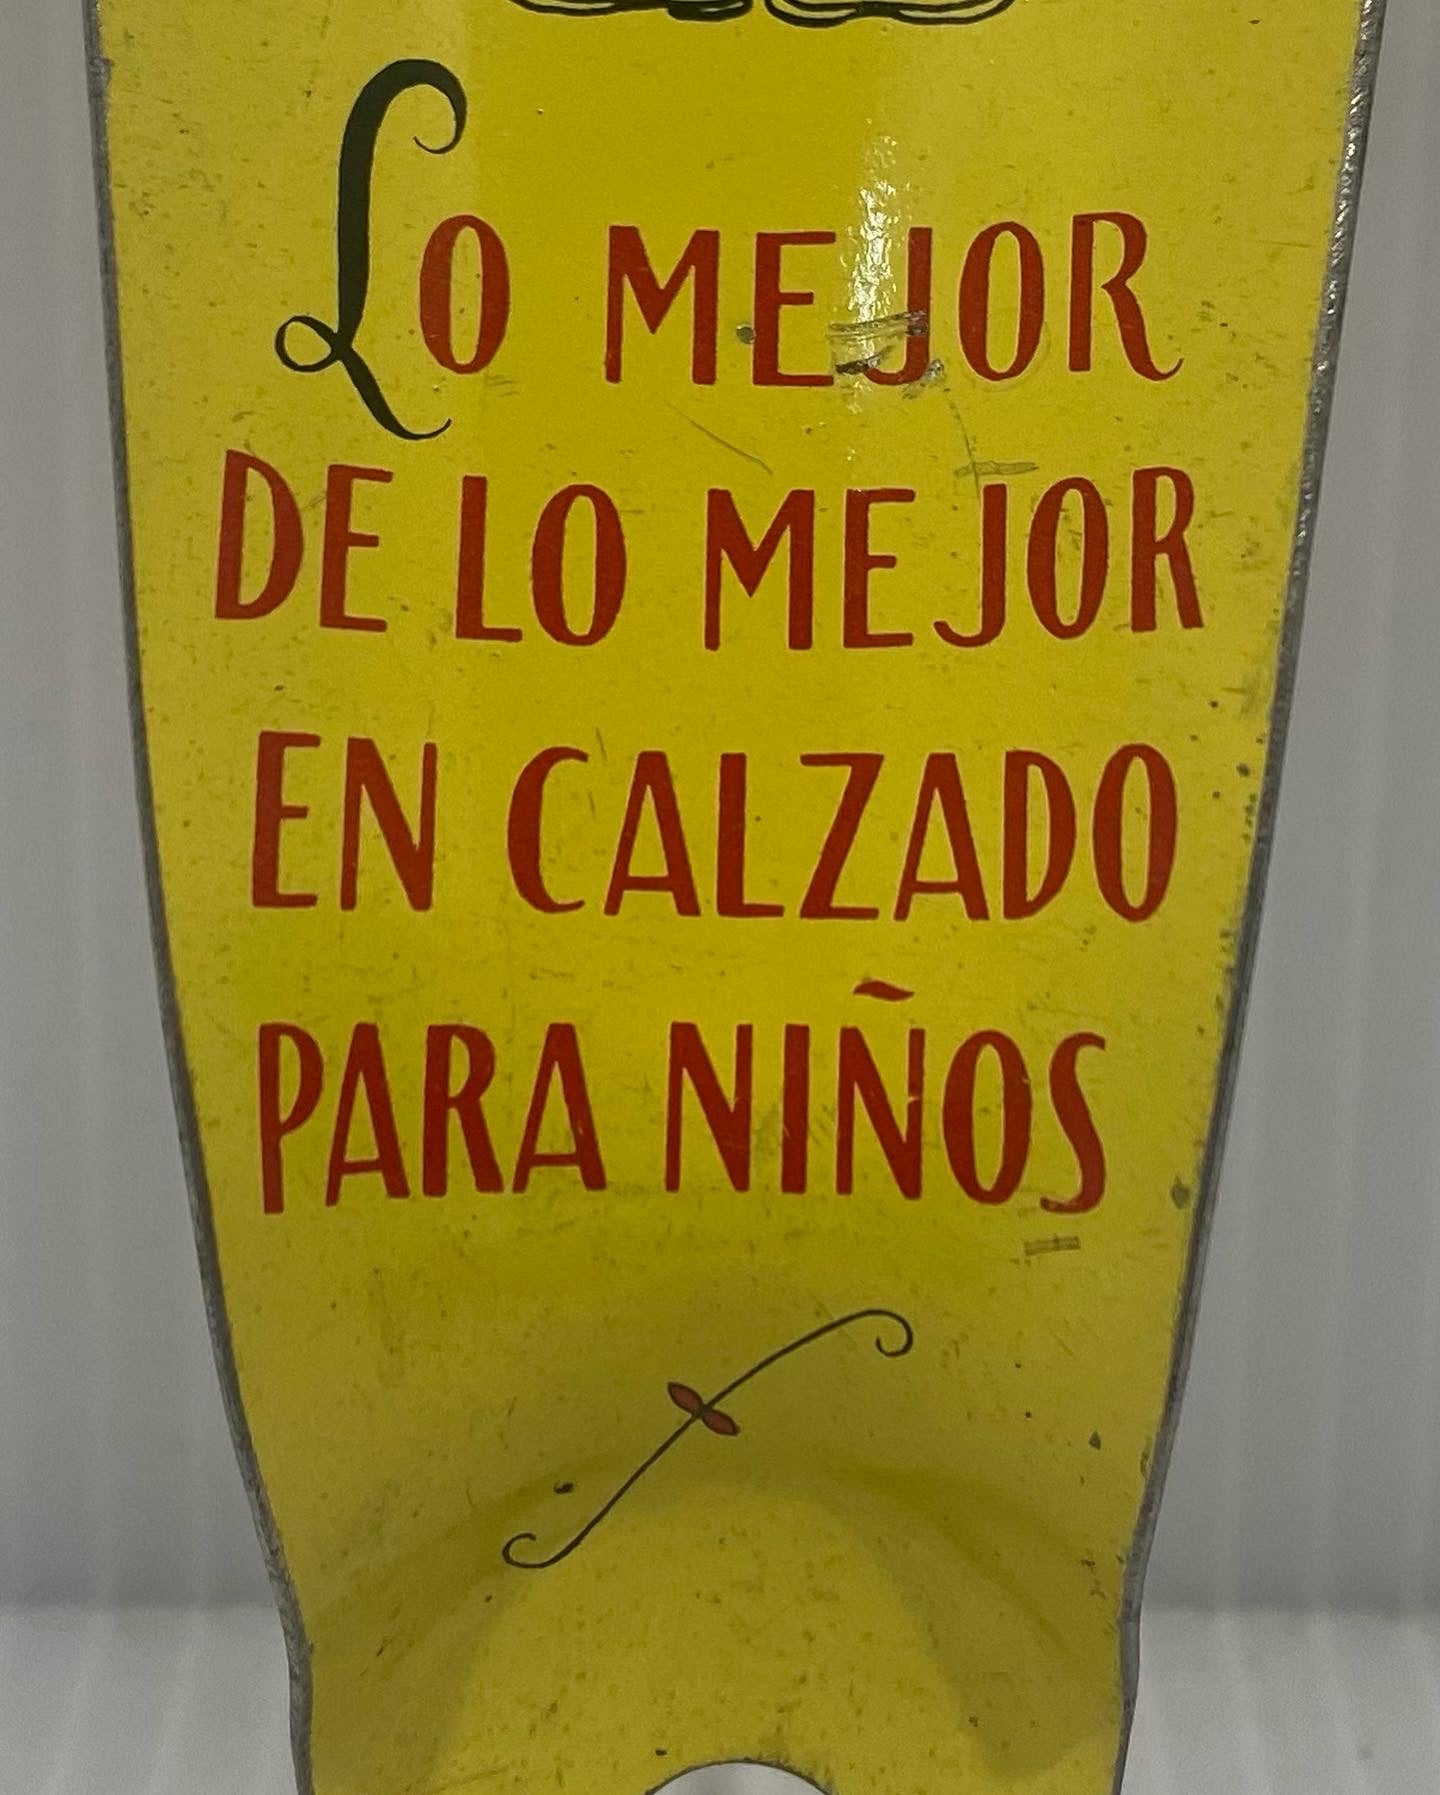 LO MEJOR
DE LO MEJOR
EN CALZADO
PARA NIÑOS